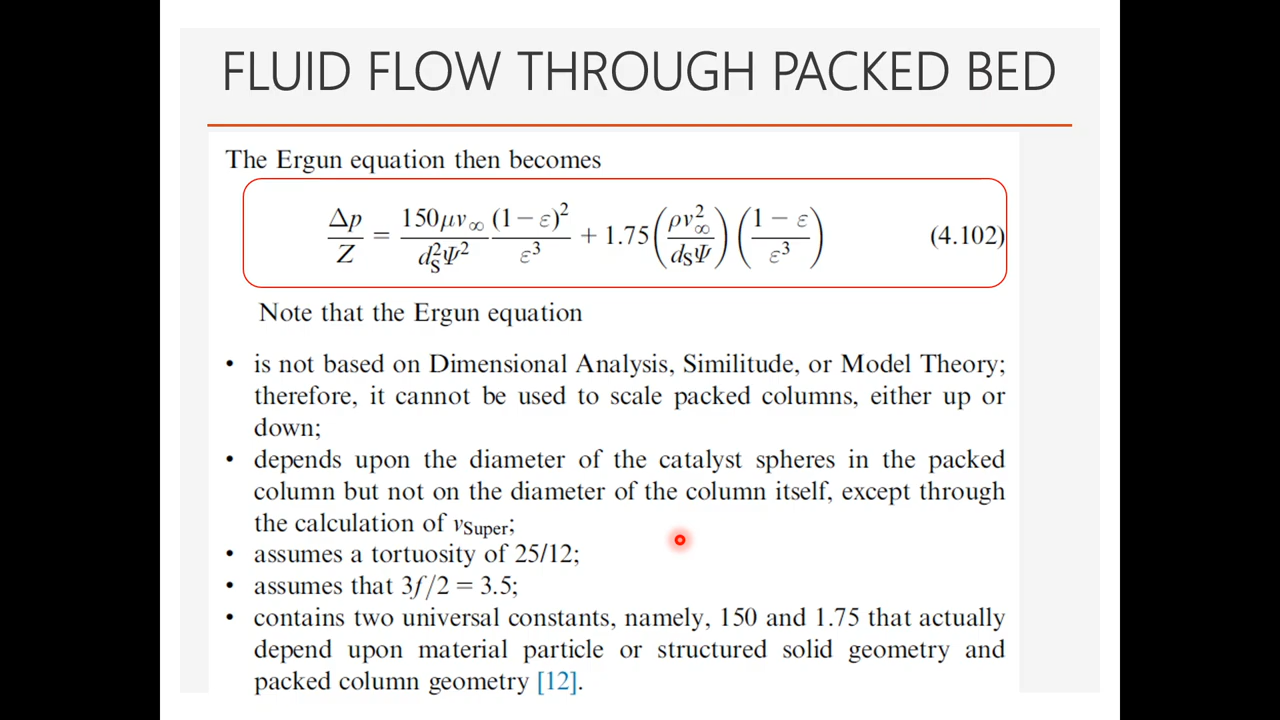 FLUID FLOW THROUGH PACKED BED
The Ergun equation then becomes
Δp/Z = 150μv∞/d_S²Ψ² (1 − ε)²/ε³ + 1.75(ρv∞²/d_SΨ)((1 − ε)/ε³) (4.102)
Note that the Ergun equation
• is not based on Dimensional Analysis, Similitude, or Model Theory;
therefore, it cannot be used to scale packed columns, either up or
down;
• depends upon the diameter of the catalyst spheres in the packed
column but not on the diameter of the column itself, except through
the calculation of v_Super;
• assumes a tortuosity of 25/12;
• assumes that 3f/2 = 3.5;
• contains two universal constants, namely, 150 and 1.75 that actually
depend upon material particle or structured solid geometry and
packed column geometry [12].